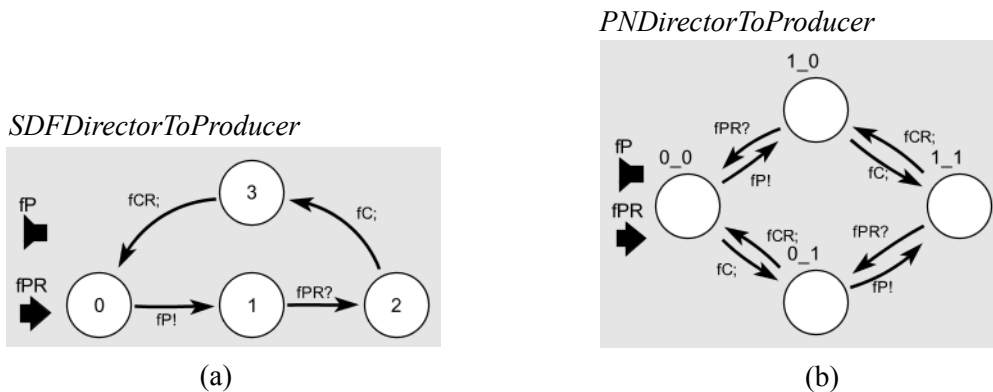 SDFDirectorToProducer
fP
fPR
fCR;
3
fC;
0
fP!
1
fPR?
2
(a)
PNDirectorToProducer
1_0
fP
fPR
0_0
fPR?
fP!
fCR;
fC;
1_1
fCR;
fC;
0_1
fPR?
fP!
(b)